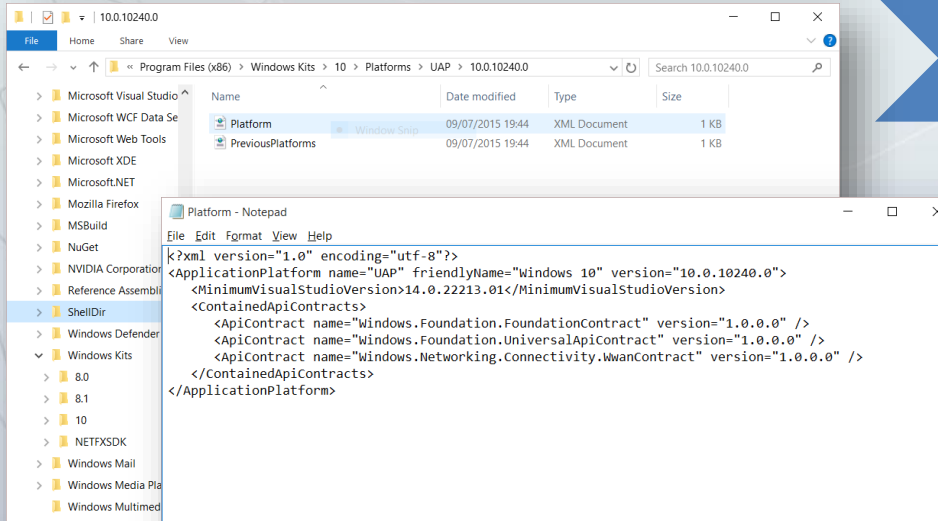 10.0.10240.0
File Home Share View
« Program Files (x86) > Windows Kits > 10 > Platforms > UAP > 10.0.10240.0
Search 10.0.10240.0
Name Date modified Type Size
Platform 09/07/2015 19:44 XML Document 1 KB
PreviousPlatforms 09/07/2015 19:44 XML Document 1 KB
Window Snip
Microsoft Visual Studio
Microsoft WCF Data Se
Microsoft Web Tools
Microsoft XDE
Microsoft.NET
Mozilla Firefox
MSBuild
NuGet
NVIDIA Corporation
Reference Assembli
ShellDir
Windows Defender
Windows Kits
8.0
8.1
10
NETFXSDK
Windows Mail
Windows Media Pla
Windows Multimed
Platform - Notepad
File Edit Format View Help
<?xml version="1.0" encoding="utf-8"?>
<ApplicationPlatform name="UAP" friendlyName="Windows 10" version="10.0.10240.0">
<MinimumVisualStudioVersion>14.0.22213.01</MinimumVisualStudioVersion>
<ContainedApiContracts>
<ApiContract name="Windows.Foundation.FoundationContract" version="1.0.0.0" />
<ApiContract name="Windows.Foundation.UniversalApiContract" version="1.0.0.0" />
<ApiContract name="Windows.Networking.Connectivity.WwanContract" version="1.0.0.0" />
</ContainedApiContracts>
</ApplicationPlatform>